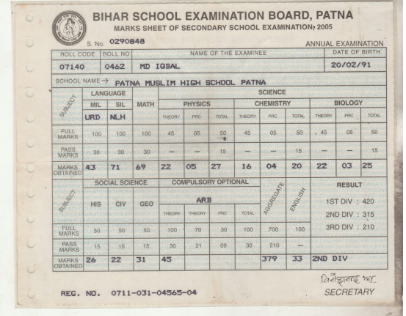 BIHAR SCHOOL EXAMINATION BOARD, PATNA
MARKS SHEET OF SECONDARY SCHOOL EXAMINATION, 2005
S. No. 0290848 ANNUAL EXAMINATION
ROLL CODE ROLL NO NAME OF THE EXAMINEE DATE OF BIRTH
07140 0462 MD IQBAL 20/02/91
SCHOOL NAME→ PATNA MUSLIM HIGH SCHOOL PATNA
SUBJECT LANGUAGE MATH SCIENCE
MIL SIL PHYSICS CHEMISTRY BIOLOGY
URD NLH THEORY PRC TOTAL THEORY PRC TOTAL THEORY PRC TOTAL
FULL MARKS 100 100 100 45 05 50 45 05 50 45 05 50
PASS MARKS 30 30 30 — — 15 — — 15 — — 15
MARKS OBTAINED 43 71 69 22 05 27 16 04 20 22 03 25
SUBJECT SOCIAL SCIENCE COMPULSORY OPTIONAL AGGREGATE ENGLISH RESULT
HIS CIV GEO ARB 1ST DIV : 420
THEORY THEORY PRC TOTAL 2ND DIV : 315
FULL MARKS 50 50 50 100 70 30 100 700 100 3RD DIV : 210
PASS MARKS 15 15 15 30 21 09 30 210 —
MARKS OBTAINED 26 22 31 45 379 33 2ND DIV
REG. NO. 0711-031-04565-04 SECRETARY